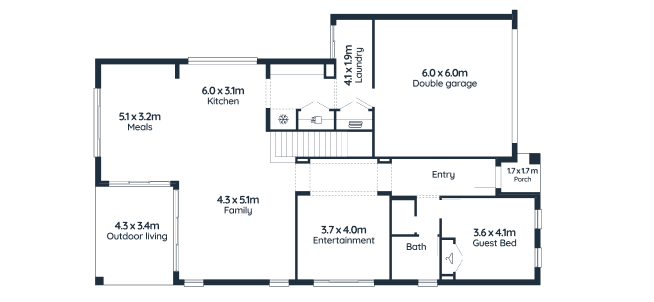 4.1 x 1.9m
Laundry
6.0 x 6.0m
Double garage
6.0 x 3.1m
Kitchen
5.1 x 3.2m
Meals
Entry
1.7 x 1.7 m
Porch
4.3 x 5.1m
Family
4.3 x 3.4m
Outdoor living
3.7 x 4.0m
Entertainment
Bath
3.6 x 4.1m
Guest Bed